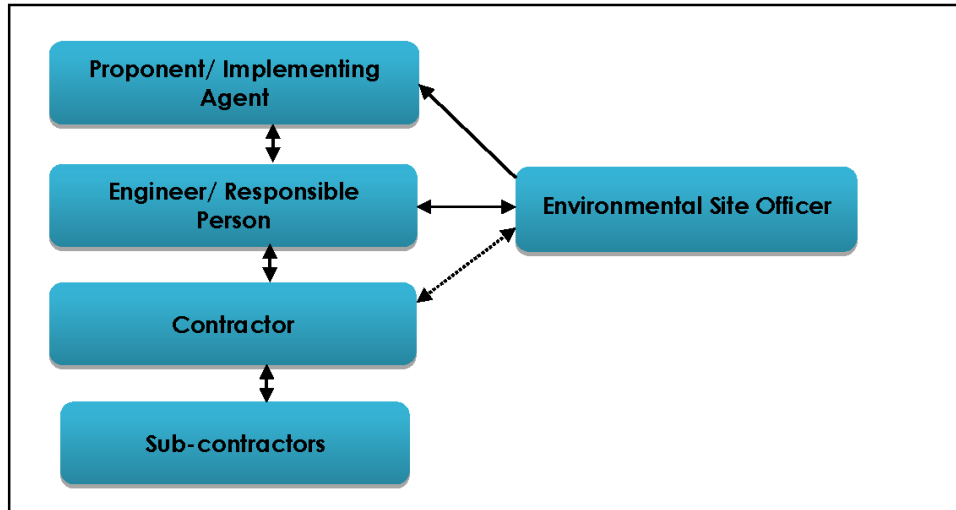 Proponent/ Implementing
Agent
Engineer/ Responsible
Person
Environmental Site Officer
Contractor
Sub-contractors